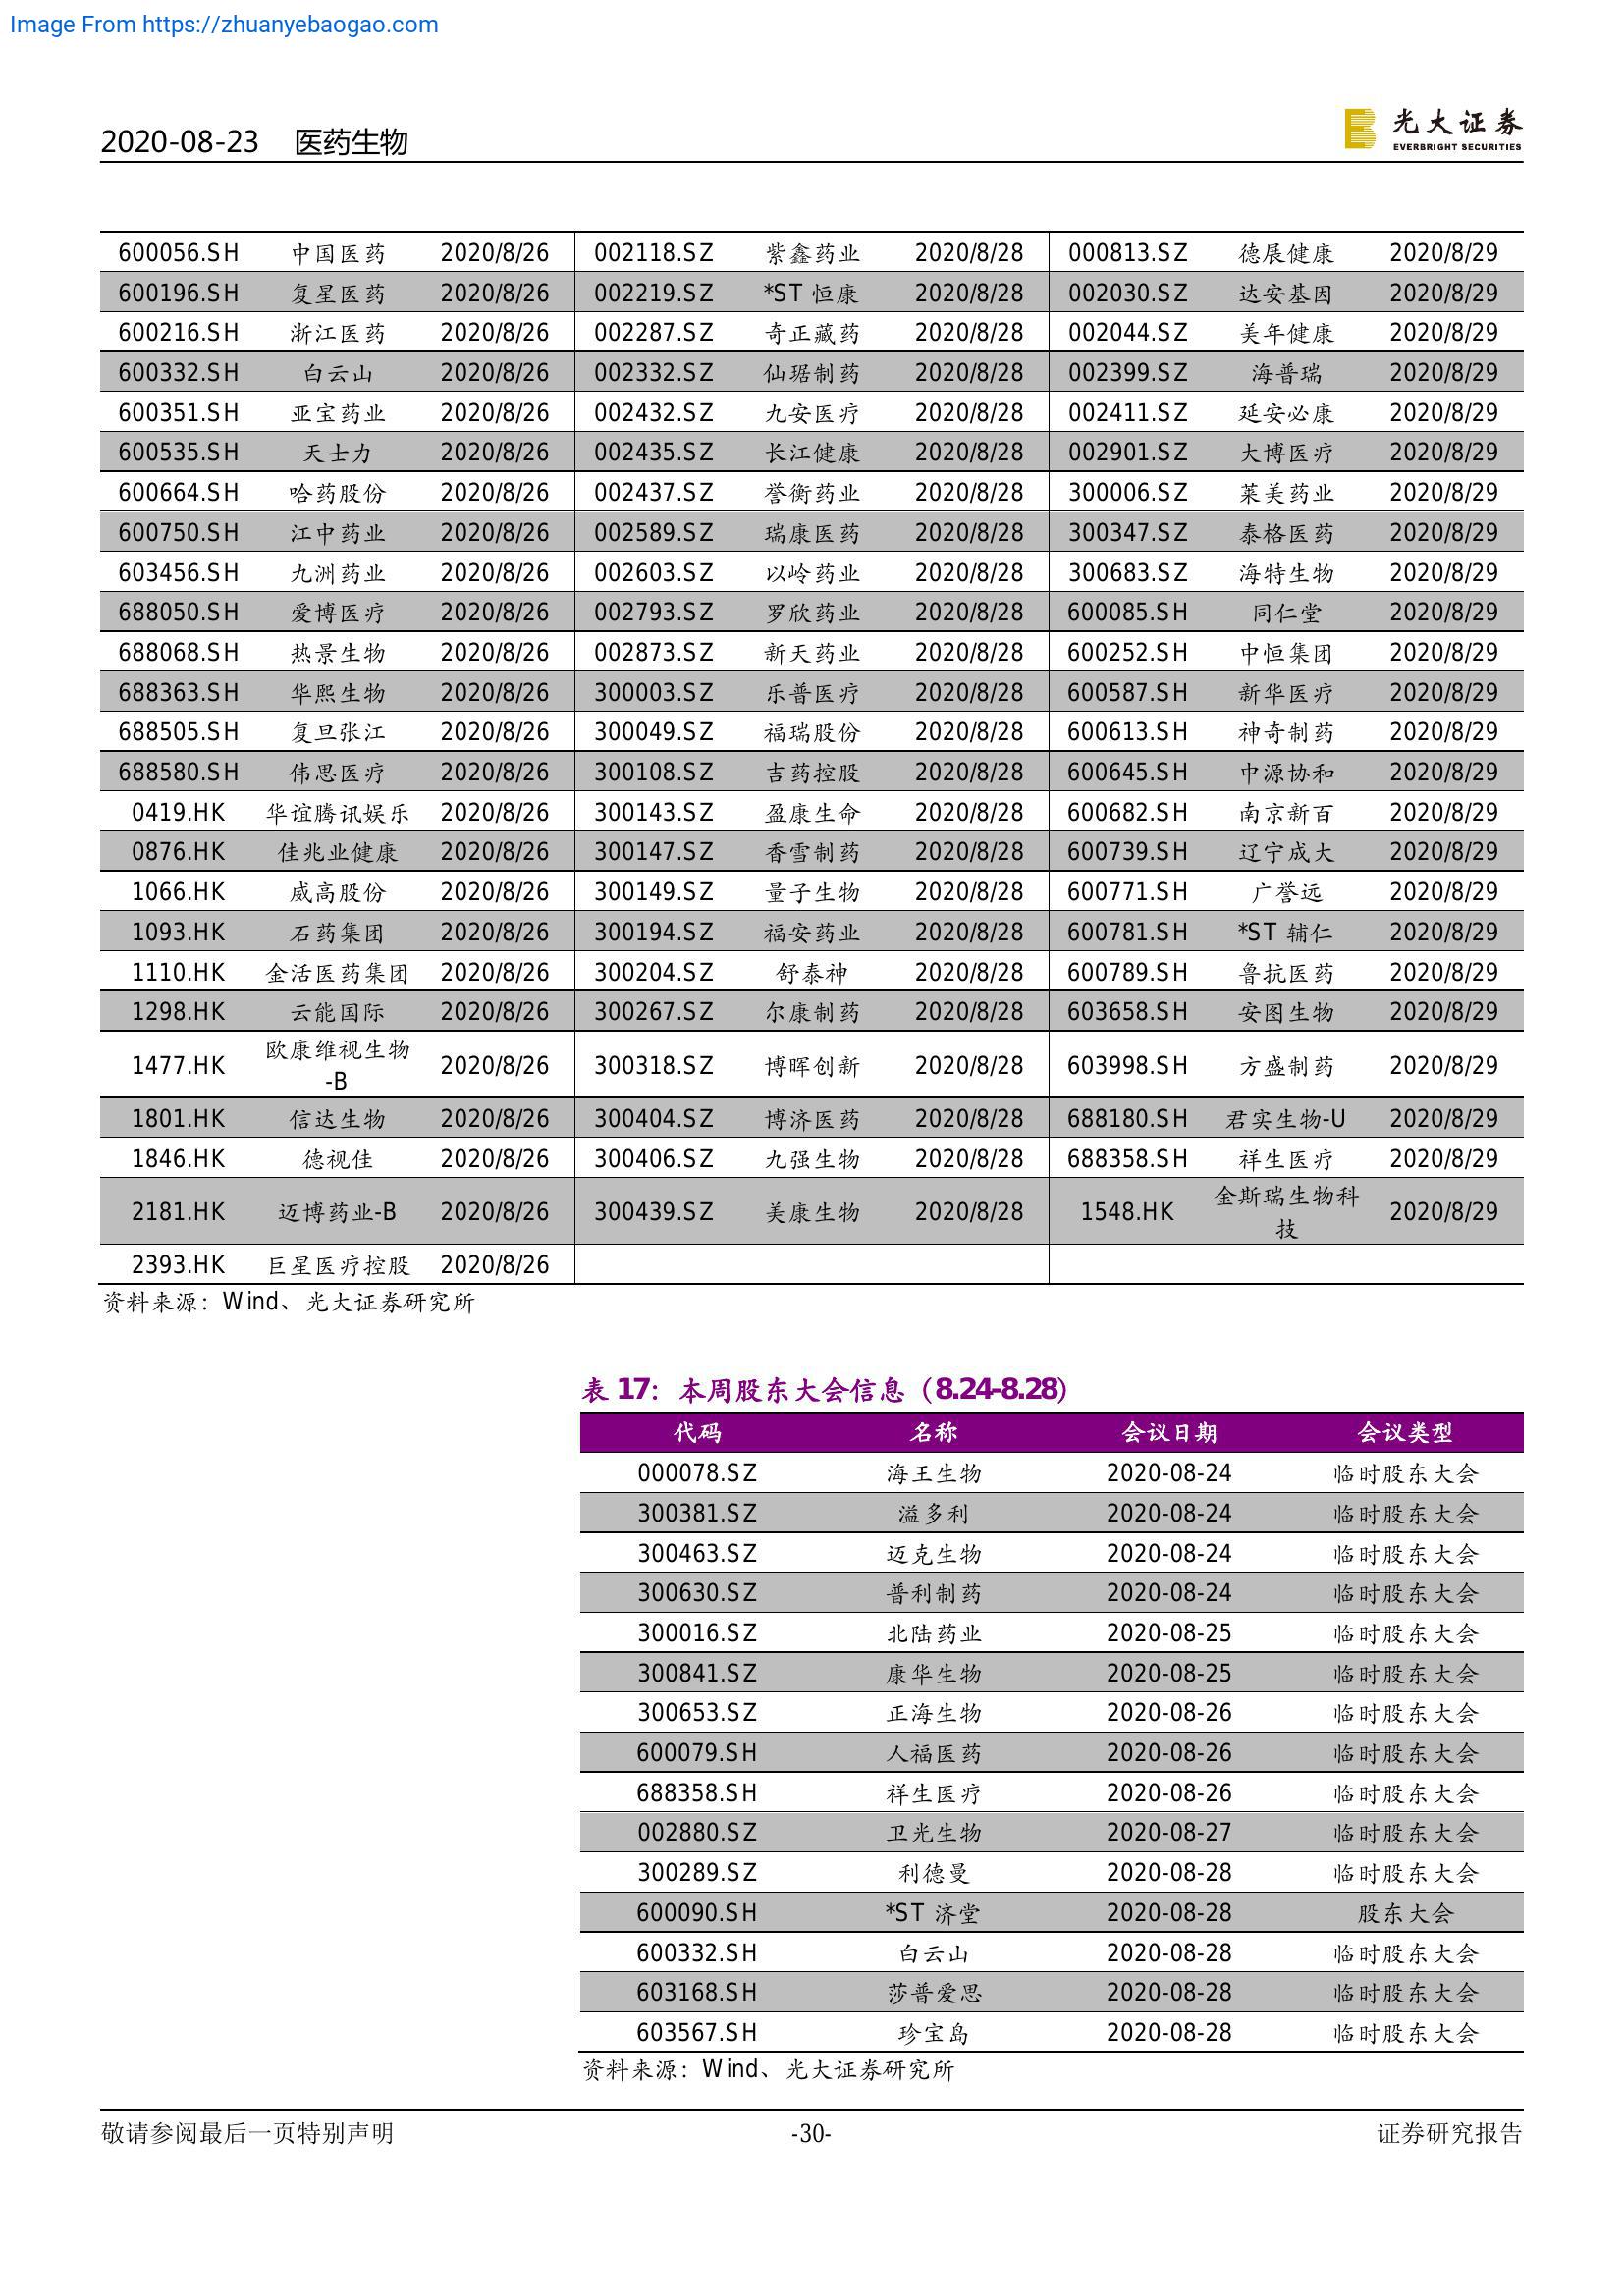 Image From https://zhuanyebaogao.com
2020-08-23 医药生物
光大证券
EVERBRIGHT SECURITIES
600056.SH 中国医药 2020/8/26 002118.SZ 紫鑫药业 2020/8/28 000813.SZ 德展健康 2020/8/29
600196.SH 复星医药 2020/8/26 002219.SZ *ST 恒康 2020/8/28 002030.SZ 达安基因 2020/8/29
600216.SH 浙江医药 2020/8/26 002287.SZ 奇正藏药 2020/8/28 002044.SZ 美年健康 2020/8/29
600332.SH 白云山 2020/8/26 002332.SZ 仙琚制药 2020/8/28 002399.SZ 海普瑞 2020/8/29
600351.SH 亚宝药业 2020/8/26 002432.SZ 九安医疗 2020/8/28 002411.SZ 延安必康 2020/8/29
600535.SH 天士力 2020/8/26 002435.SZ 长江健康 2020/8/28 002901.SZ 大博医疗 2020/8/29
600664.SH 哈药股份 2020/8/26 002437.SZ 誉衡药业 2020/8/28 300006.SZ 莱美药业 2020/8/29
600750.SH 江中药业 2020/8/26 002589.SZ 瑞康医药 2020/8/28 300347.SZ 泰格医药 2020/8/29
603456.SH 九洲药业 2020/8/26 002603.SZ 以岭药业 2020/8/28 300683.SZ 海特生物 2020/8/29
688050.SH 爱博医疗 2020/8/26 002793.SZ 罗欣药业 2020/8/28 600085.SH 同仁堂 2020/8/29
688068.SH 热景生物 2020/8/26 002873.SZ 新天药业 2020/8/28 600252.SH 中恒集团 2020/8/29
688363.SH 华熙生物 2020/8/26 300003.SZ 乐普医疗 2020/8/28 600587.SH 新华医疗 2020/8/29
688505.SH 复旦张江 2020/8/26 300049.SZ 福瑞股份 2020/8/28 600613.SH 神奇制药 2020/8/29
688580.SH 伟思医疗 2020/8/26 300108.SZ 吉药控股 2020/8/28 600645.SH 中源协和 2020/8/29
0419.HK 华谊腾讯娱乐 2020/8/26 300143.SZ 盈康生命 2020/8/28 600682.SH 南京新百 2020/8/29
0876.HK 佳兆业健康 2020/8/26 300147.SZ 香雪制药 2020/8/28 600739.SH 辽宁成大 2020/8/29
1066.HK 威高股份 2020/8/26 300149.SZ 量子生物 2020/8/28 600771.SH 广誉远 2020/8/29
1093.HK 石药集团 2020/8/26 300194.SZ 福安药业 2020/8/28 600781.SH *ST 辅仁 2020/8/29
1110.HK 金活医药集团 2020/8/26 300204.SZ 舒泰神 2020/8/28 600789.SH 鲁抗医药 2020/8/29
1298.HK 云能国际 2020/8/26 300267.SZ 尔康制药 2020/8/28 603658.SH 安图生物 2020/8/29
1477.HK 欧康维视生物
-B 2020/8/26 300318.SZ 博晖创新 2020/8/28 603998.SH 方盛制药 2020/8/29
1801.HK 信达生物 2020/8/26 300404.SZ 博济医药 2020/8/28 688180.SH 君实生物-U 2020/8/29
1846.HK 德视佳 2020/8/26 300406.SZ 九强生物 2020/8/28 688358.SH 祥生医疗 2020/8/29
2181.HK 迈博药业-B 2020/8/26 300439.SZ 美康生物 2020/8/28 1548.HK 金斯瑞生物科
技 2020/8/29
2393.HK 巨星医疗控股 2020/8/26
资料来源：Wind、光大证券研究所
表 17：本周股东大会信息（8.24-8.28）
代码 名称 会议日期 会议类型
000078.SZ 海王生物 2020-08-24 临时股东大会
300381.SZ 溢多利 2020-08-24 临时股东大会
300463.SZ 迈克生物 2020-08-24 临时股东大会
300630.SZ 普利制药 2020-08-24 临时股东大会
300016.SZ 北陆药业 2020-08-25 临时股东大会
300841.SZ 康华生物 2020-08-25 临时股东大会
300653.SZ 正海生物 2020-08-26 临时股东大会
600079.SH 人福医药 2020-08-26 临时股东大会
688358.SH 祥生医疗 2020-08-26 临时股东大会
002880.SZ 卫光生物 2020-08-27 临时股东大会
300289.SZ 利德曼 2020-08-28 临时股东大会
600090.SH *ST 济堂 2020-08-28 股东大会
600332.SH 白云山 2020-08-28 临时股东大会
603168.SH 莎普爱思 2020-08-28 临时股东大会
603567.SH 珍宝岛 2020-08-28 临时股东大会
资料来源：Wind、光大证券研究所
敬请参阅最后一页特别声明 -30- 证券研究报告